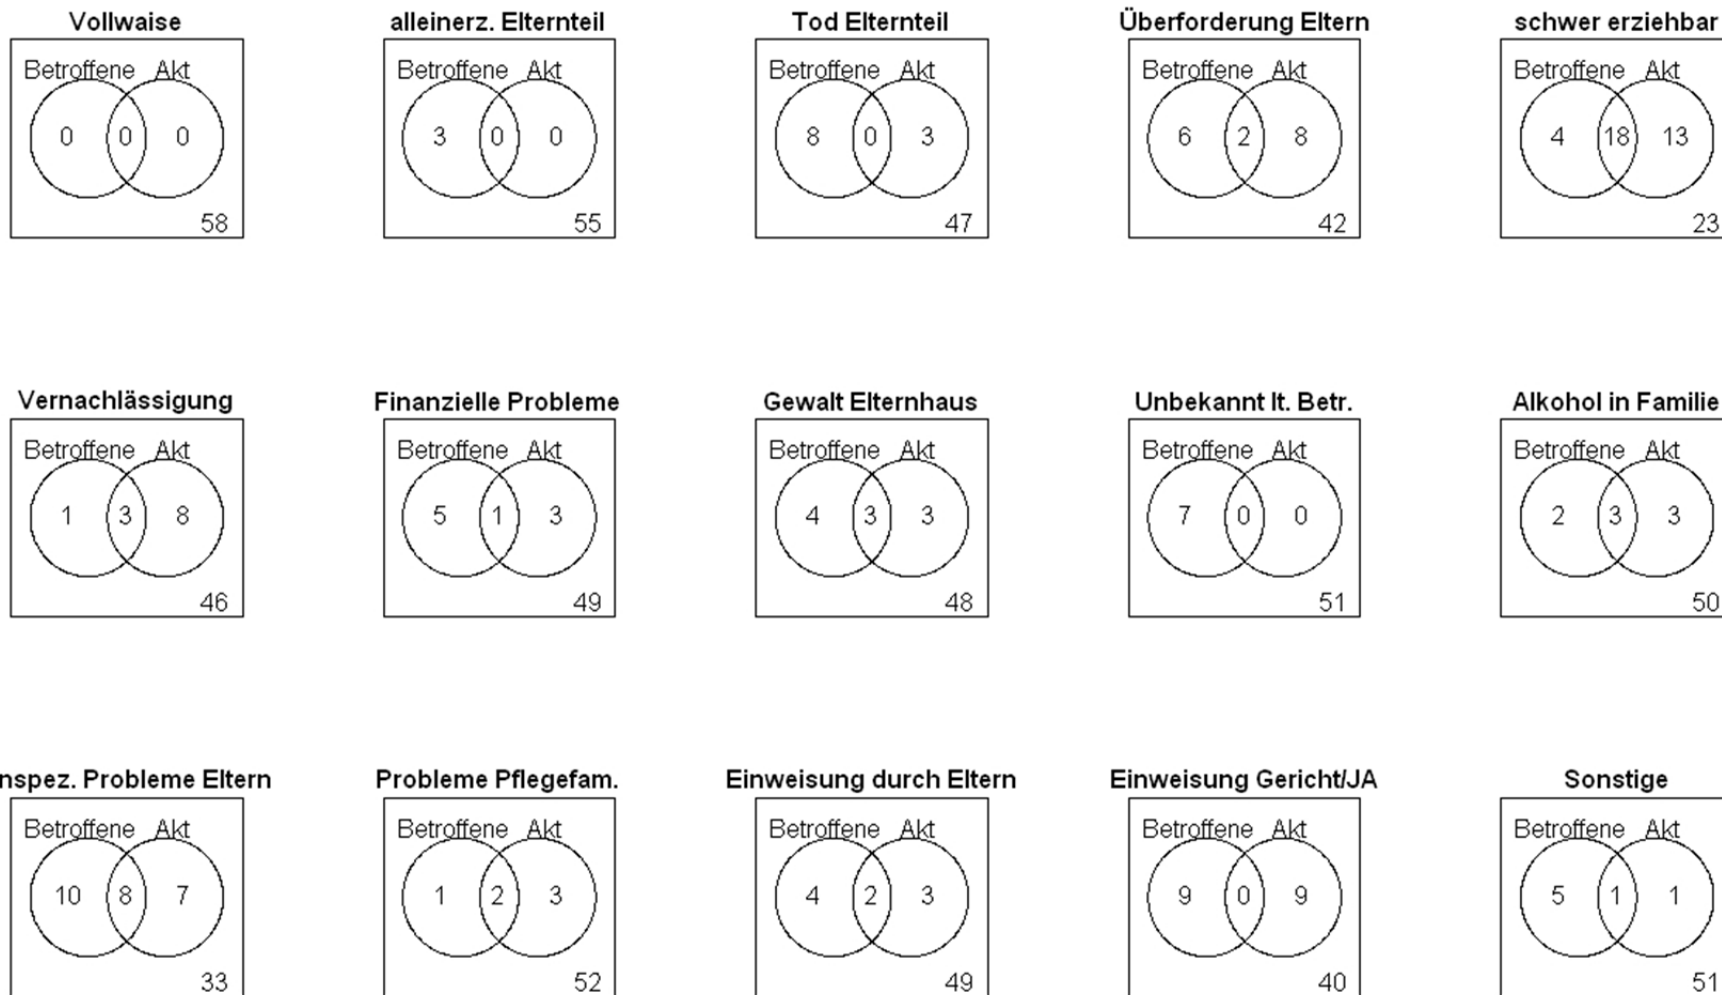 Vollwaise
Betroffene Akt
0 0 0
58
alleinerz. Elternteil
Betroffene Akt
3 0 0
55
Tod Elternteil
Betroffene Akt
8 0 3
47
Überforderung Eltern
Betroffene Akt
6 2 8
42
schwer erziehbar
Betroffene Akt
4 18 13
23
Vernachlässigung
Betroffene Akt
1 3 8
46
Finanzielle Probleme
Betroffene Akt
5 1 3
49
Gewalt Elternhaus
Betroffene Akt
4 3 3
48
Unbekannt lt. Betr.
Betroffene Akt
7 0 0
51
Alkohol in Familie
Betroffene Akt
2 3 3
50
nspez. Probleme Eltern
Betroffene Akt
10 8 7
33
Probleme Pflegefam.
Betroffene Akt
1 2 3
52
Einweisung durch Eltern
Betroffene Akt
4 2 3
49
Einweisung Gericht/JA
Betroffene Akt
9 0 9
40
Sonstige
Betroffene Akt
5 1 1
51